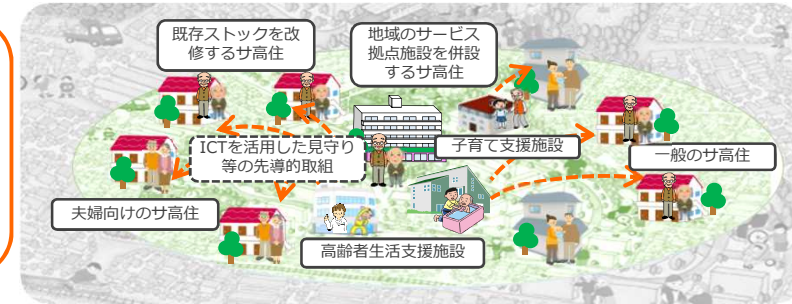 既存ストックを改
修するサ高住
地域のサービス
拠点施設を併設
するサ高住
ICTを活用した見守り
等の先導的取組
子育て支援施設
一般のサ高住
夫婦向けのサ高住
高齢者生活支援施設